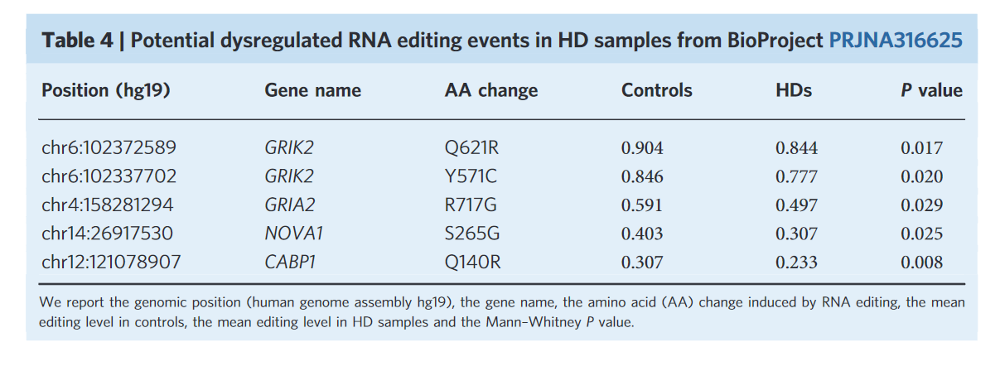 Table 4 | Potential dysregulated RNA editing events in HD samples from BioProject PRJNA316625
Position (hg19) Gene name AA change Controls HDs P value
chr6:102372589 GRIK2 Q621R 0.904 0.844 0.017
chr6:102337702 GRIK2 Y571C 0.846 0.777 0.020
chr4:158281294 GRIA2 R717G 0.591 0.497 0.029
chr14:26917530 NOVA1 S265G 0.403 0.307 0.025
chr12:121078907 CABP1 Q140R 0.307 0.233 0.008
We report the genomic position (human genome assembly hg19), the gene name, the amino acid (AA) change induced by RNA editing, the mean
editing level in controls, the mean editing level in HD samples and the Mann–Whitney P value.